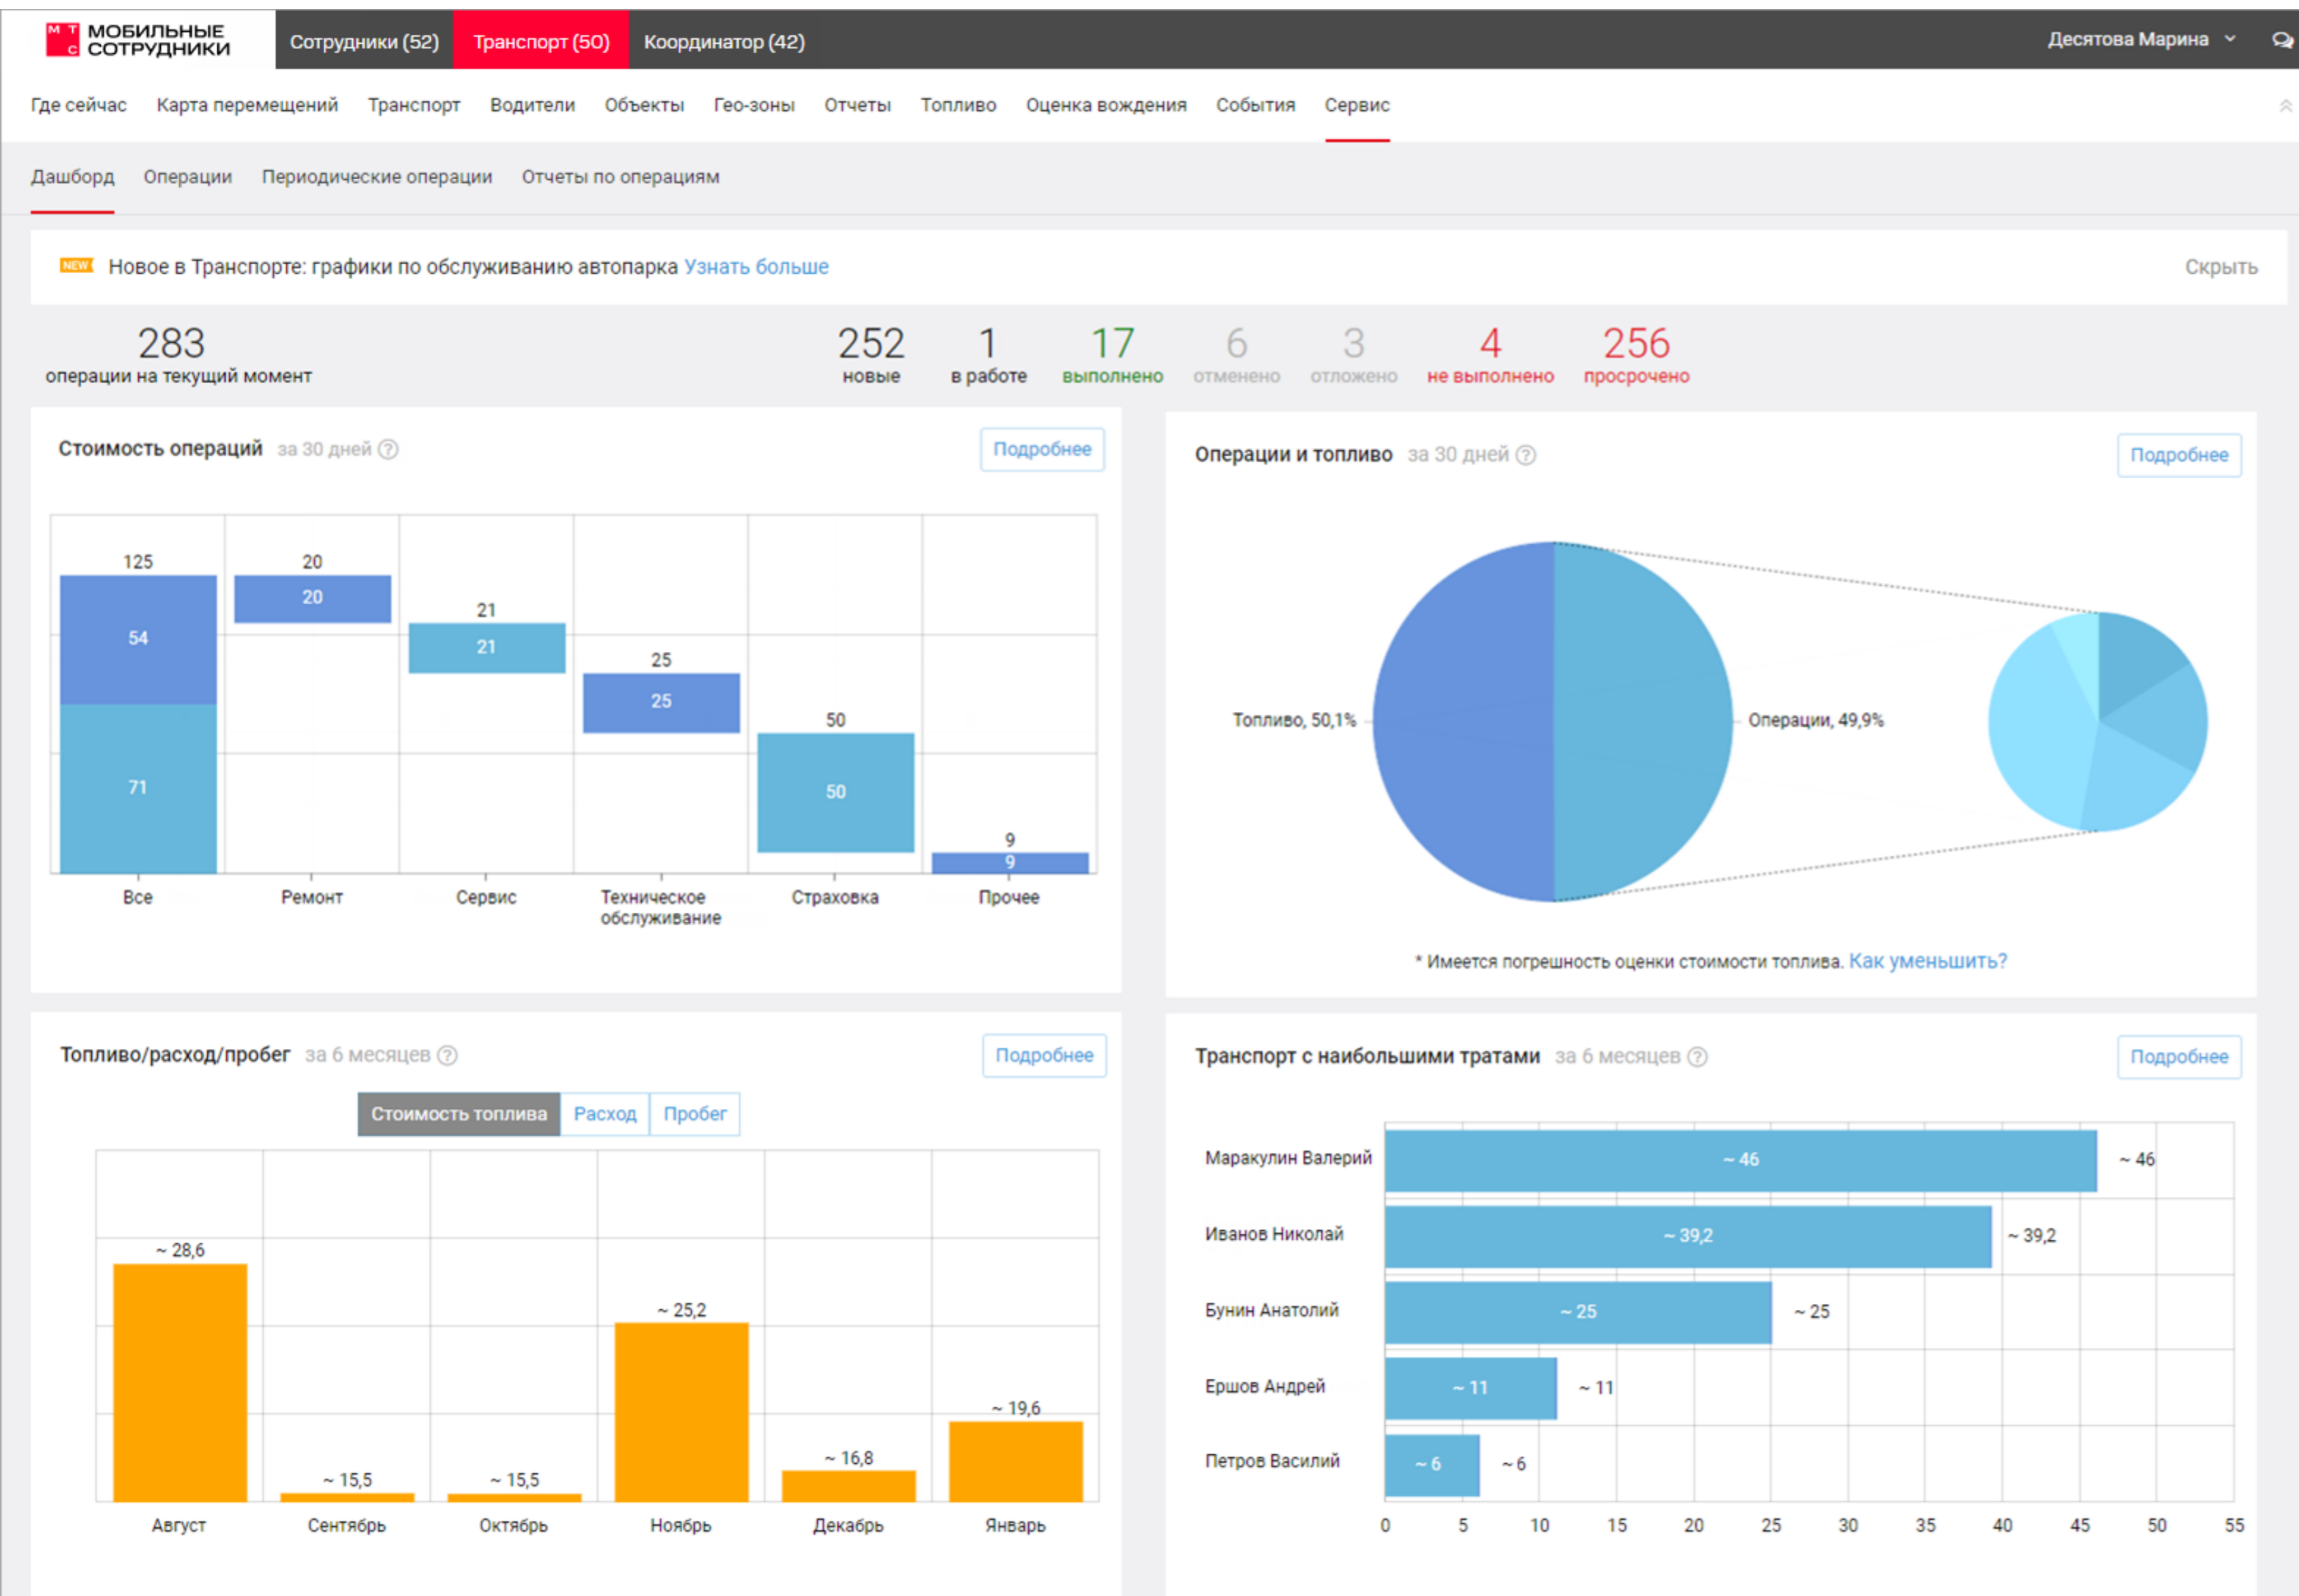 М Т С МОБИЛЬНЫЕ СОТРУДНИКИ
Сотрудники (52) Транспорт (50) Координатор (42) Десятова Марина
Где сейчас Карта перемещений Транспорт Водители Объекты Гео-зоны Отчеты Топливо Оценка вождения События Сервис
Дашборд Операции Периодические операции Отчеты по операциям
NEW Новое в Транспорте: графики по обслуживанию автопарка Узнать больше Скрыть
283 252 1 17 6 3 4 256
операции на текущий момент новые в работе выполнено отменено отложено не выполнено просрочено
Стоимость операций за 30 дней ? Подробнее
125 20
20
54
21
21
25
25
50
71
50
9
9
Все Ремонт Сервис Техническое обслуживание Страховка Прочее
Операции и топливо за 30 дней ? Подробнее
Топливо, 50,1% Операции, 49,9%
* Имеется погрешность оценки стоимости топлива. Как уменьшить?
Топливо/расход/пробег за 6 месяцев ? Подробнее
Стоимость топлива Расход Пробег
~ 28,6
~ 25,2
~ 19,6
~ 16,8
~ 15,5 ~ 15,5
Август Сентябрь Октябрь Ноябрь Декабрь Январь
Транспорт с наибольшими тратами за 6 месяцев ? Подробнее
Маракулин Валерий ~ 46 ~ 46
Иванов Николай ~ 39,2 ~ 39,2
Бунин Анатолий ~ 25 ~ 25
Ершов Андрей ~ 11 ~ 11
Петров Василий ~ 6 ~ 6
0 5 10 15 20 25 30 35 40 45 50 55